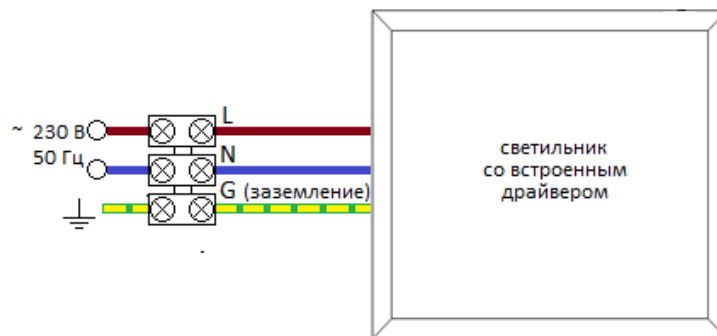 ~ 230 В
50 Гц
L
N
G (заземление)
светильник
со встроенным
драйвером